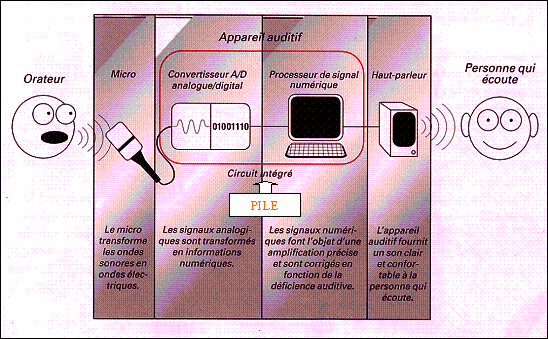 Appareil auditif
Orateur
Micro
Convertisseur A/D
analogue/digital
Processeur de signal
numérique
Haut-parleur
Personne qui
écoute
01001110
Circuit intégré
PILE
Le micro
transforme
les ondes
sonores en
ondes élec-
triques.
Les signaux analogi-
ques sont transformés
en informations
numériques.
Les signaux numéri-
ques font l'objet d'une
amplification précise
et sont corrigés en
fonction de la
déficience auditive.
L'appareil
auditif fournit
un son clair
et confor-
table à la
personne qui
écoute.